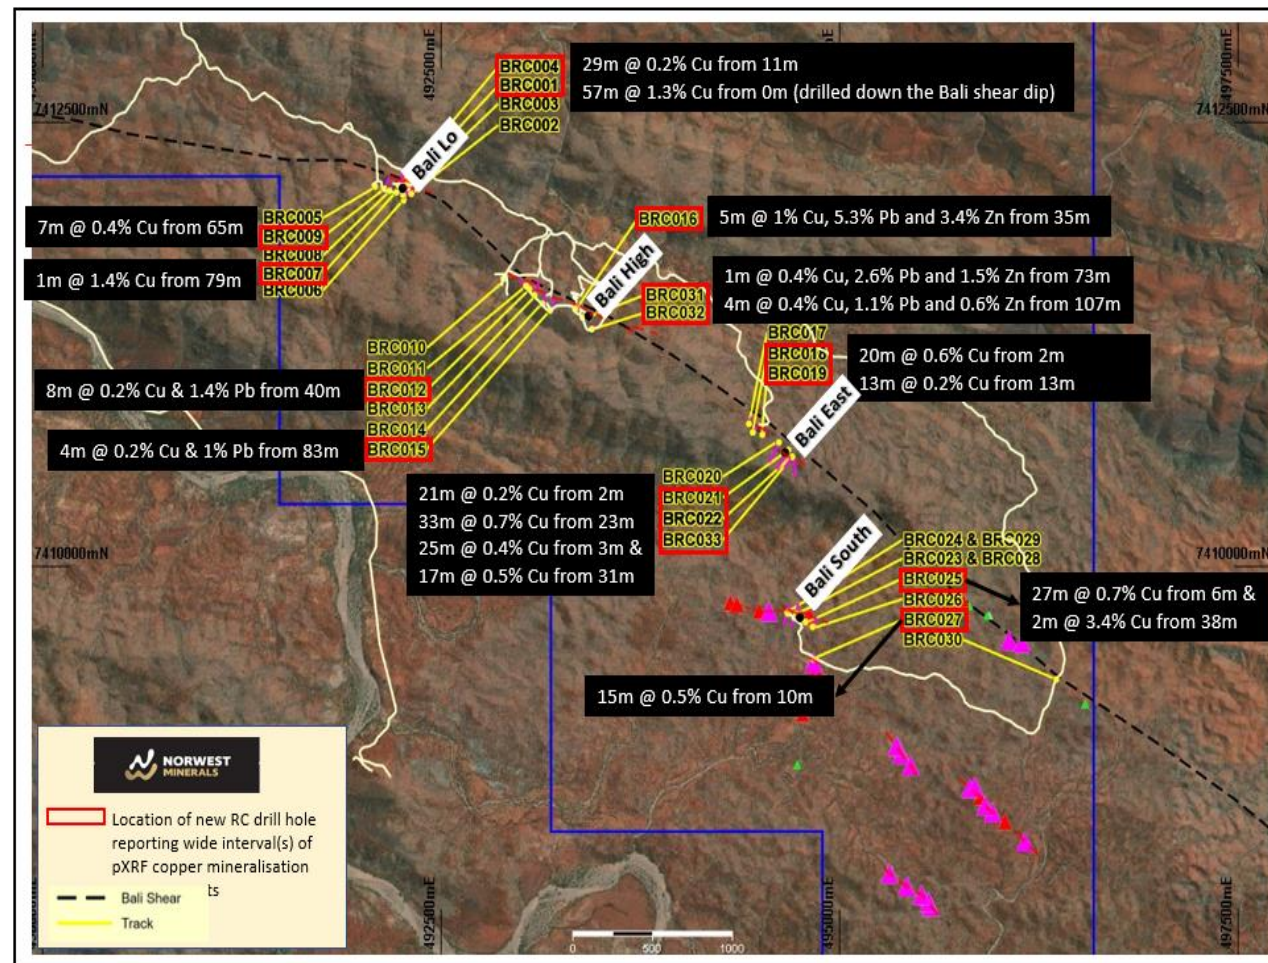 492500mE
497500mE
7412500mN
7412500mN
BRC004
BRC001
BRC003
BRC002
29m @ 0.2% Cu from 11m
57m @ 1.3% Cu from 0m (drilled down the Bali shear dip)
Bali Lo
7m @ 0.4% Cu from 65m
1m @ 1.4% Cu from 79m
BRC005
BRC009
BRC008
BRC007
BRC006
BRC016
5m @ 1% Cu, 5.3% Pb and 3.4% Zn from 35m
Bali High
BRC031
BRC032
1m @ 0.4% Cu, 2.6% Pb and 1.5% Zn from 73m
4m @ 0.4% Cu, 1.1% Pb and 0.6% Zn from 107m
BRC017
BRC018
BRC019
20m @ 0.6% Cu from 2m
13m @ 0.2% Cu from 13m
BRC010
BRC011
BRC012
BRC013
BRC014
BRC015
8m @ 0.2% Cu & 1.4% Pb from 40m
4m @ 0.2% Cu & 1% Pb from 83m
Bali East
BRC020
BRC021
BRC022
BRC033
21m @ 0.2% Cu from 2m
33m @ 0.7% Cu from 23m
25m @ 0.4% Cu from 3m &
17m @ 0.5% Cu from 31m
7410000mN
7410000mN
Bali South
BRC024 & BRC029
BRC023 & BRC028
BRC025
BRC026
BRC027
BRC030
27m @ 0.7% Cu from 6m &
2m @ 3.4% Cu from 38m
15m @ 0.5% Cu from 10m
NORWEST
MINERALS
Location of new RC drill hole
reporting wide interval(s) of
pXRF copper mineralisation
ts
Bali Shear
Track
0 500 1000
492500mE
495000mE
497500mE